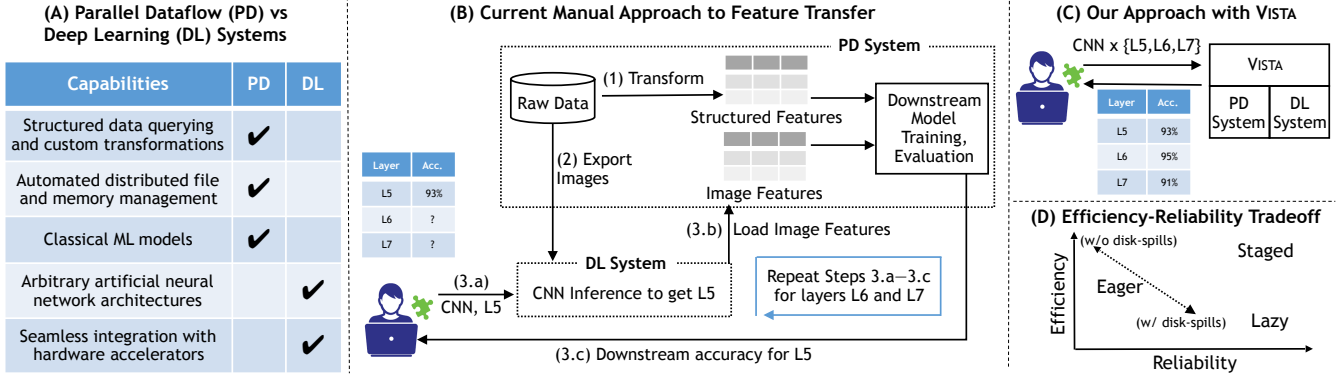 (A) Parallel Dataflow (PD) vs
Deep Learning (DL) Systems
Capabilities PD DL
Structured data querying
and custom transformations ✔
Automated distributed file
and memory management ✔
Classical ML models ✔
Arbitrary artificial neural
network architectures ✔
Seamless integration with
hardware accelerators ✔
(B) Current Manual Approach to Feature Transfer
PD System
Raw Data
(1) Transform
Structured Features
(2) Export
Images
Image Features
Downstream
Model
Training,
Evaluation
Layer Acc.
L5 93%
L6 ?
L7 ?
(3.b) Load Image Features
DL System
CNN Inference to get L5
(3.a)
CNN, L5
Repeat Steps 3.a–3.c
for layers L6 and L7
(3.c) Downstream accuracy for L5
(C) Our Approach with VISTA
CNN x {L5,L6,L7}
VISTA
PD
System
DL
System
Layer Acc.
L5 93%
L6 95%
L7 91%
(D) Efficiency-Reliability Tradeoff
(w/o disk-spills)
Staged
Eager
(w/ disk-spills)
Lazy
Efficiency
Reliability